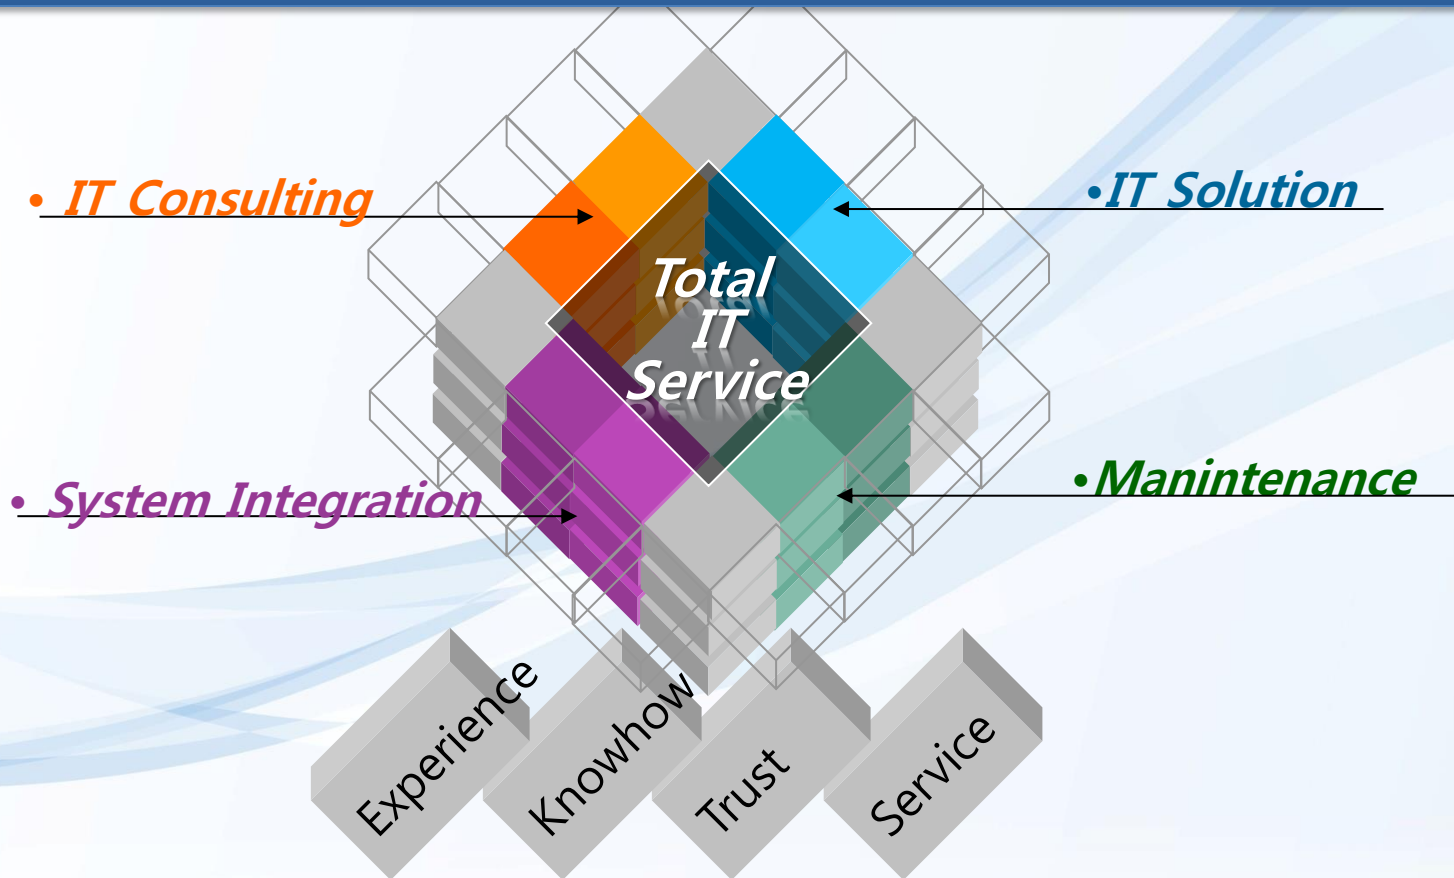 • IT Consulting
•IT Solution
Total
IT
Service
• System Integration
•Manintenance
Experience
Knowhow
Trust
Service